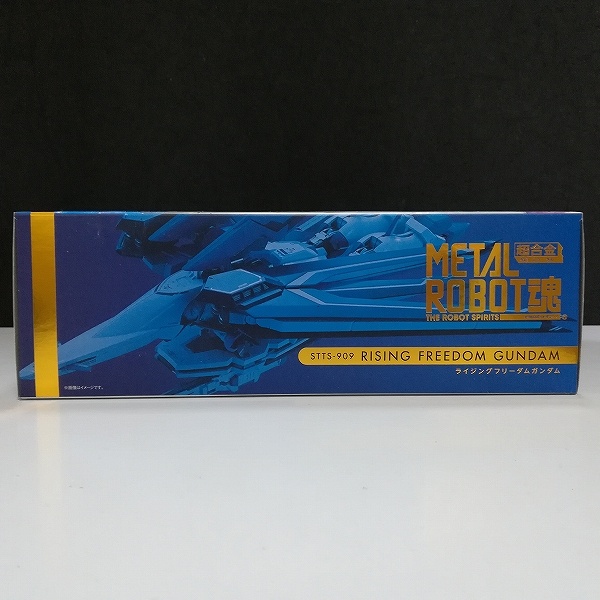 METAL 超合金
ROBOT魂
THE ROBOT SPIRITS
STTS-909 RISING FREEDOM GUNDAM
ライジングフリーダムガンダム
※画像はイメージです。